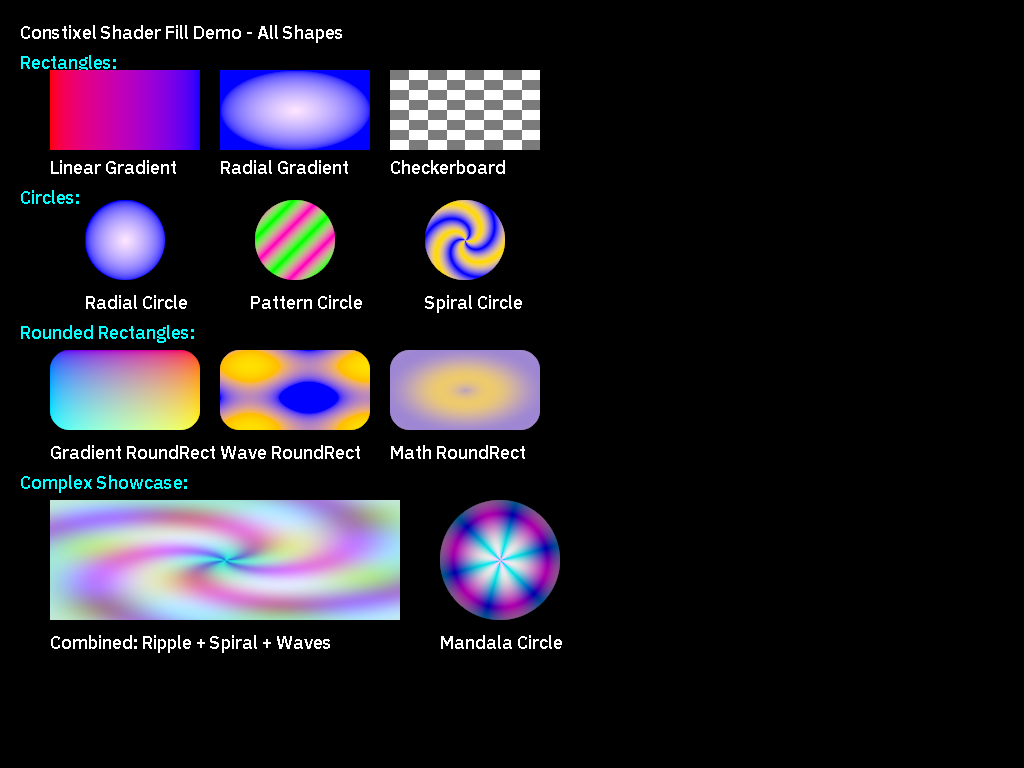 Constixel Shader Fill Demo - All Shapes
Rectangles:
Linear Gradient Radial Gradient Checkerboard
Circles:
Radial Circle Pattern Circle Spiral Circle
Rounded Rectangles:
Gradient RoundRect Wave RoundRect Math RoundRect
Complex Showcase:
Combined: Ripple + Spiral + Waves Mandala Circle